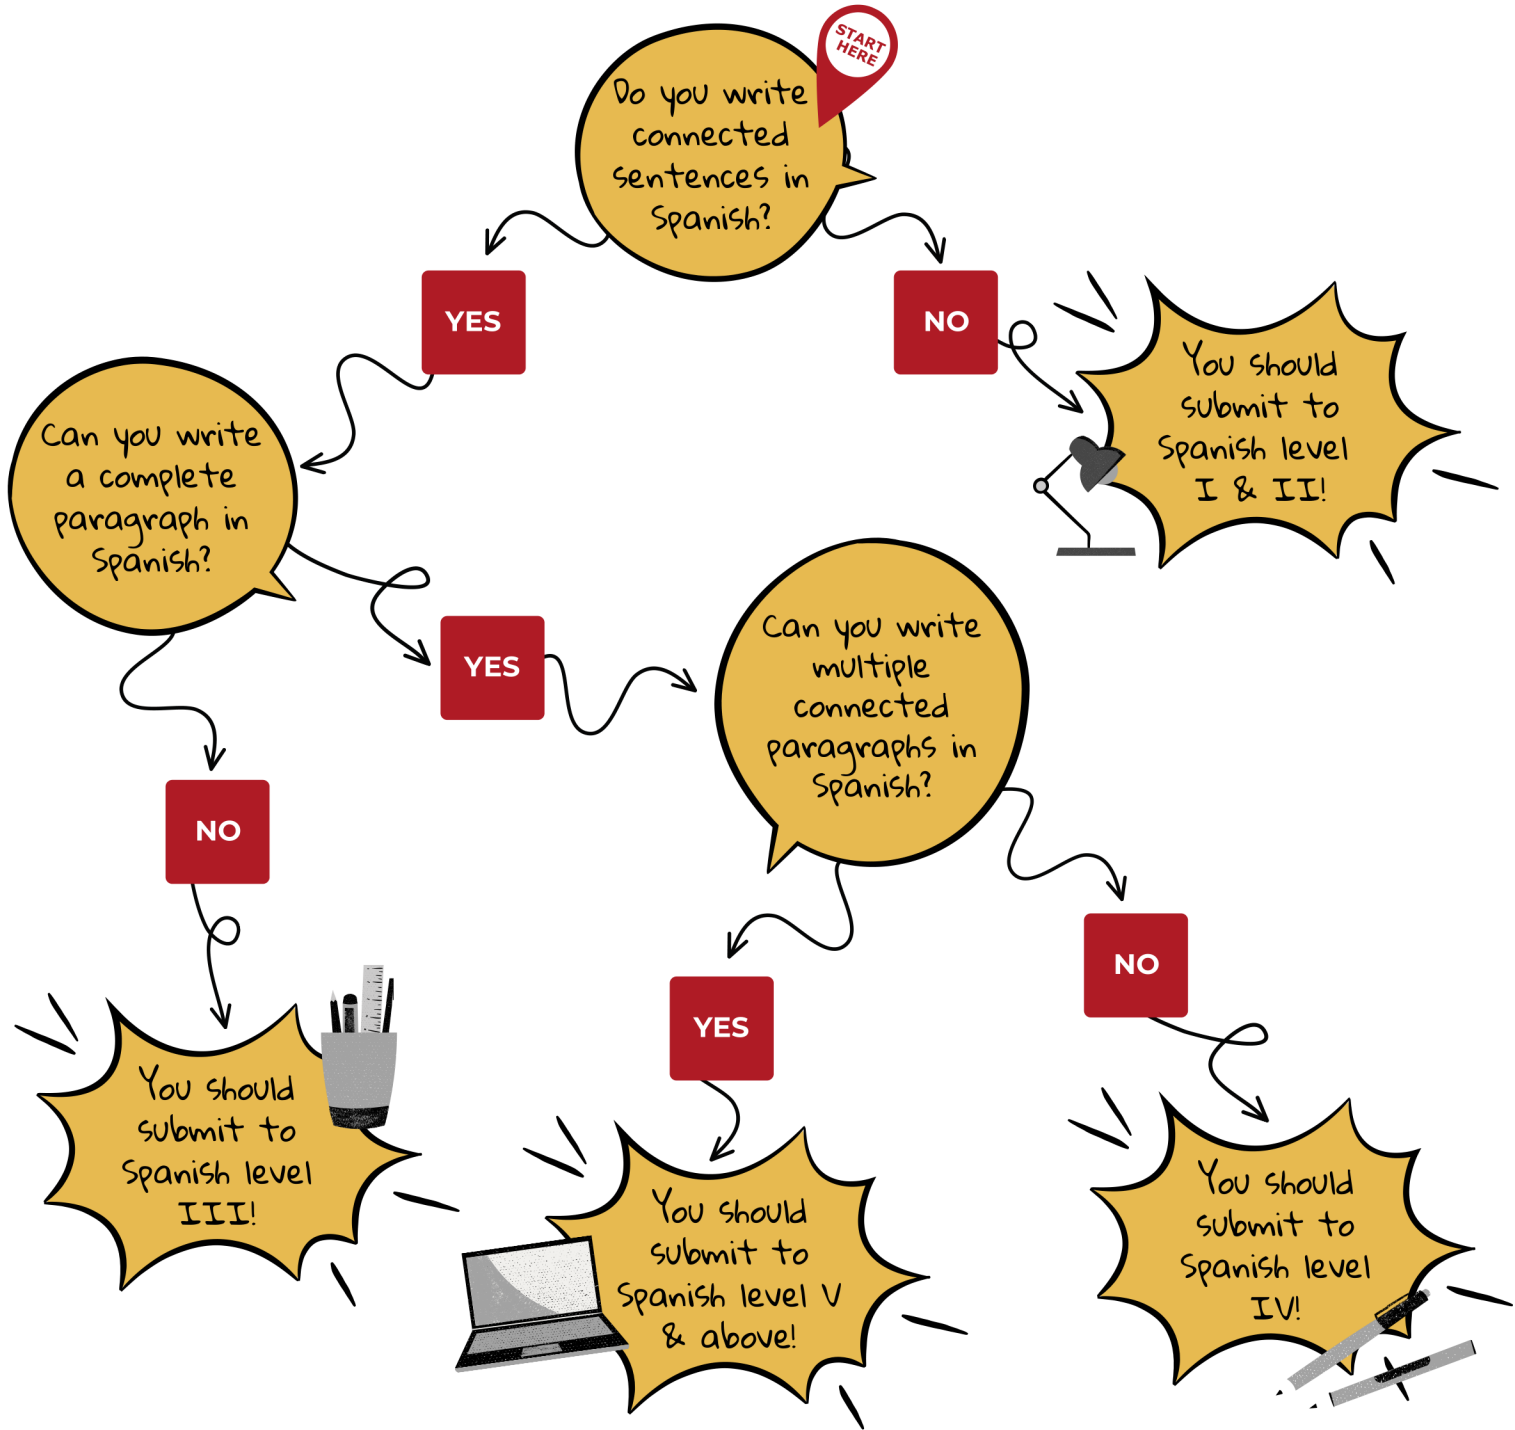 START
HERE
Do you write
connected
sentences in
Spanish?
YES
NO
You should
submit to
Spanish level
I & II!
Can you write
a complete
paragraph in
Spanish?
YES
Can you write
multiple
connected
paragraphs in
Spanish?
NO
NO
YES
You should
submit to
Spanish level
III!
You should
submit to
Spanish level V
& above!
You should
submit to
Spanish level
IV!